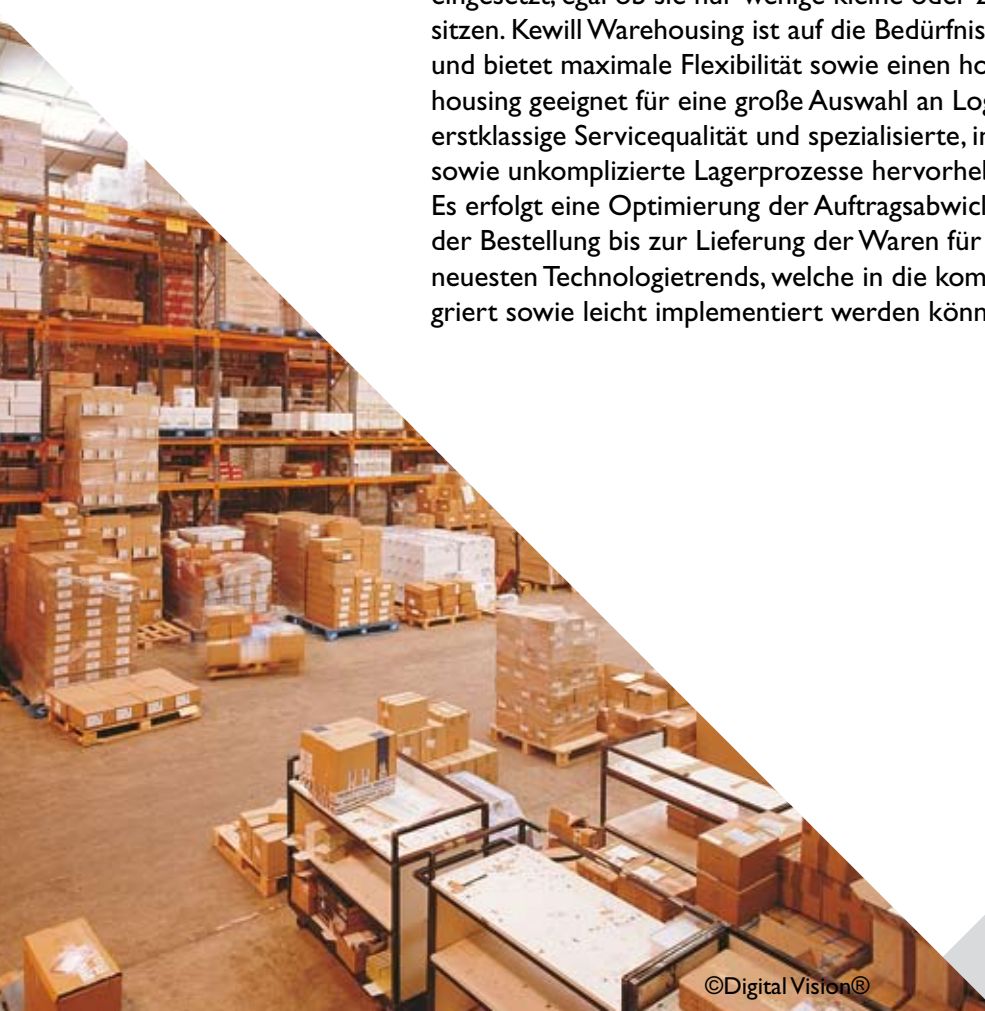 eingesetzt, egal ob sie nur wenige kleine oder
sitzen. Kewill Warehousing ist auf die Bedürfnis
und bietet maximale Flexibilität sowie einen ho
housing geeignet für eine große Auswahl an Log
erstklassige Servicequalität und spezialisierte, in
sowie unkomplizierte Lagerprozesse hervorheb
Es erfolgt eine Optimierung der Auftragsabwick
der Bestellung bis zur Lieferung der Waren für
neuesten Technologietrends, welche in die kom
griert sowie leicht implementiert werden könn
©Digital Vision®